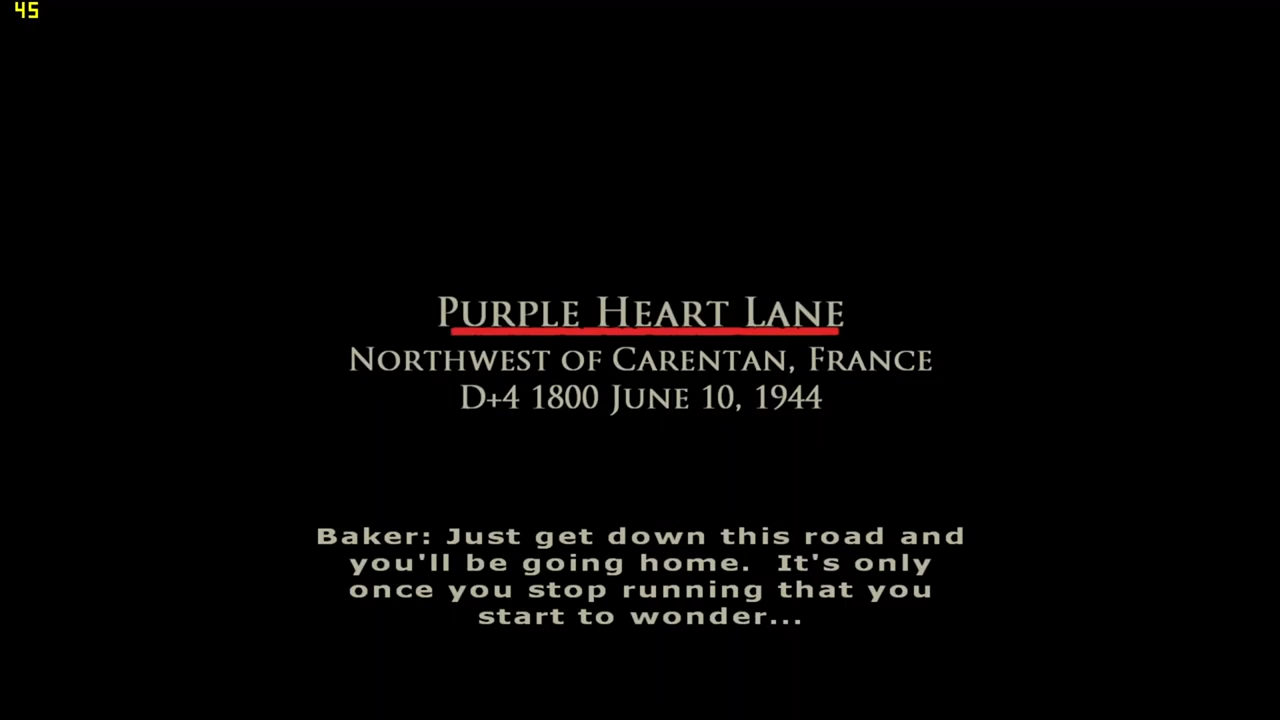 45
PURPLE HEART LANE
NORTHWEST OF CARENTAN, FRANCE
D+4 1800 JUNE 10, 1944
Baker: Just get down this road and
you'll be going home.  It's only
once you stop running that you
start to wonder...